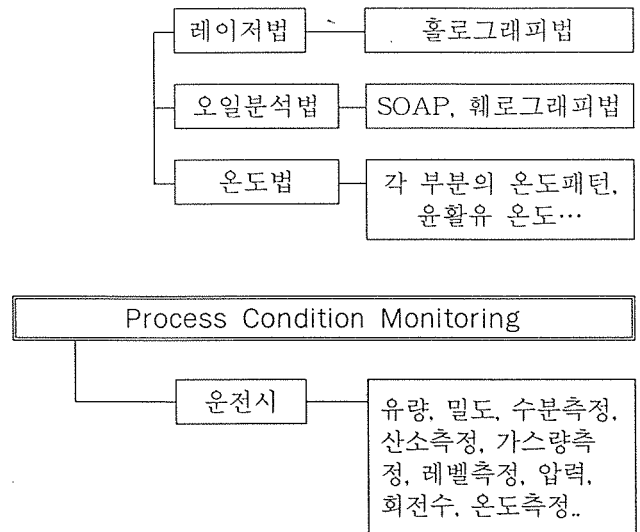 레이저법
홀로그래피법
오일분석법
SOAP, 훼로그래피법
온도법
각 부분의 온도패턴,
윤활유 온도…
Process Condition Monitoring
운전시
유량, 밀도, 수분측정,
산소측정, 가스량측
정, 레벨측정, 압력,
회전수, 온도측정..